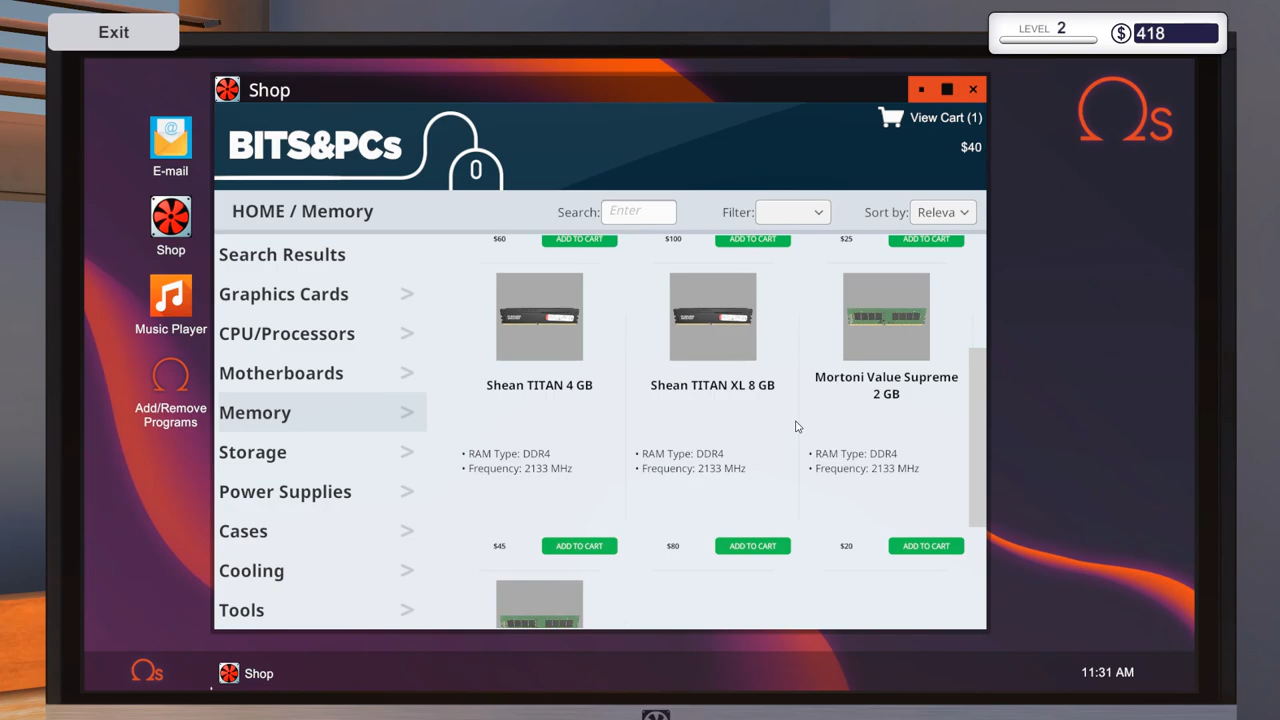 Exit
LEVEL 2
$ 418
Shop
BITS&PCs
View Cart (1)
$40
HOME / Memory
Search: Enter
Filter:
Sort by: Releva
E-mail
Shop
Music Player
Add/Remove
Programs
Ωs
Search Results
Graphics Cards >
CPU/Processors >
Motherboards >
Memory >
Storage >
Power Supplies >
Cases >
Cooling >
Tools >
$60 ADD TO CART
$100 ADD TO CART
$25 ADD TO CART
Shean TITAN 4 GB
• RAM Type: DDR4
• Frequency: 2133 MHz
$45 ADD TO CART
Shean TITAN XL 8 GB
• RAM Type: DDR4
• Frequency: 2133 MHz
$80 ADD TO CART
Mortoni Value Supreme
2 GB
• RAM Type: DDR4
• Frequency: 2133 MHz
$20 ADD TO CART
Ωs
Shop
11:31 AM